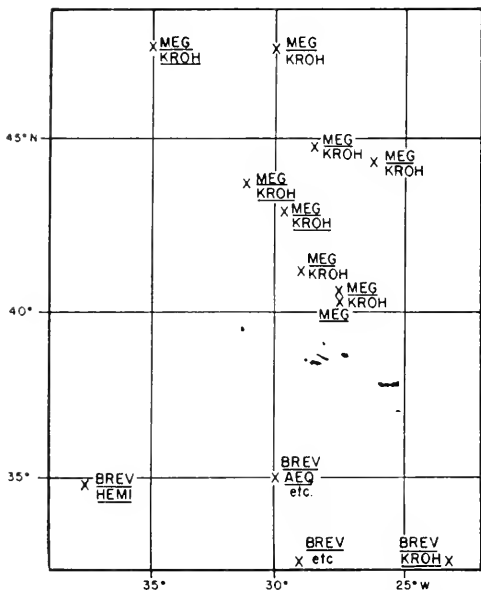 MEG
KROH
MEG
KROH
45°N
MEG
KROH
MEG
KROH
MEG
KROH
MEG
KROH
MEG
KROH
MEG
KROH
MEG
40°
35°
BREV
HEMI
BREV
AEQ
etc.
BREV
etc
BREV
KROH
35°
30°
25°W